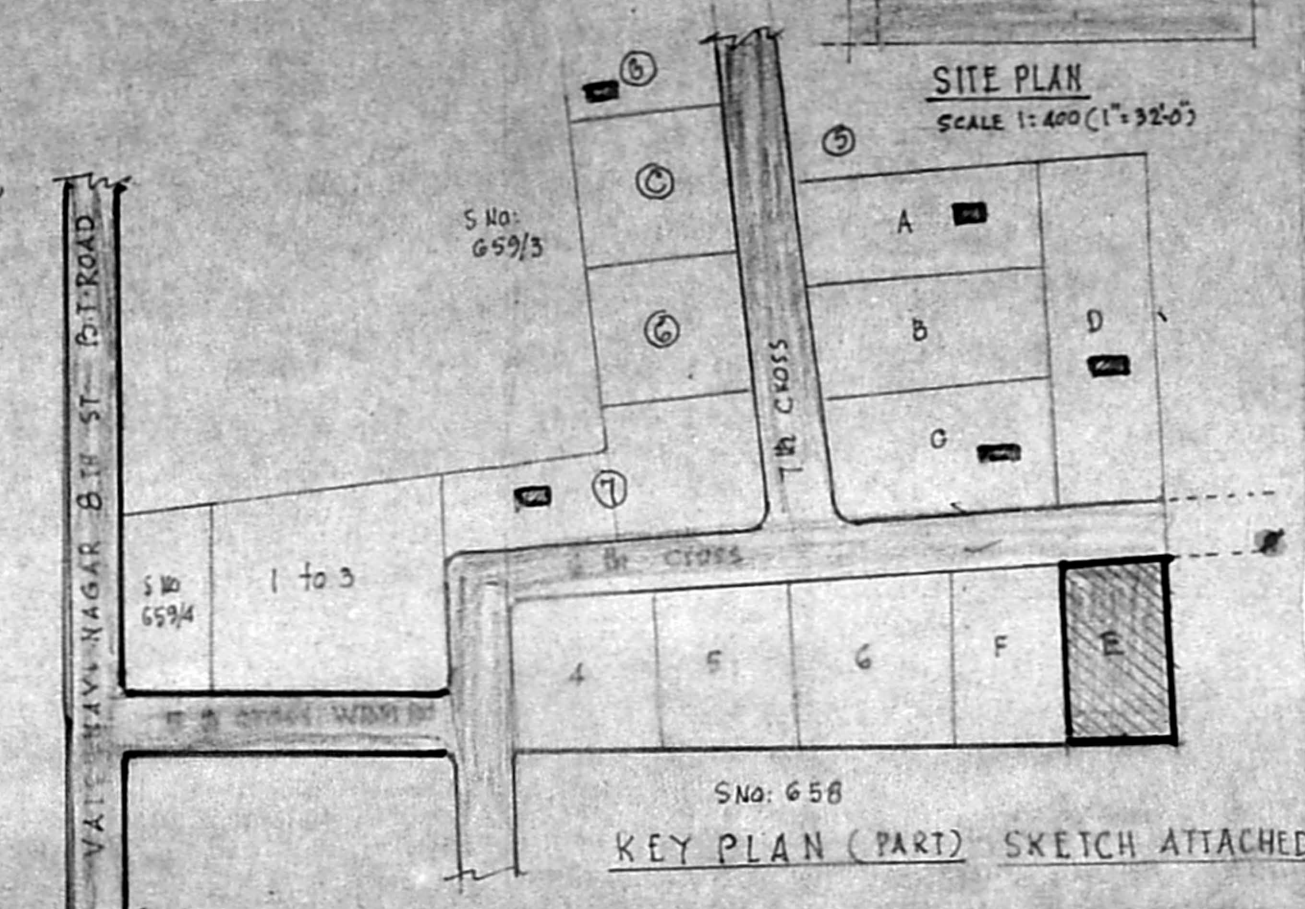 SITE PLAN
SCALE 1:400 (1"=32'-0")
8
5
C
A
S NO:
659/3
6
B
D
7TH CROSS
G
7
TH CROSS
S NO
659/4
1 to 3
4
5
6
F
E
CROSS
NAGAR 8TH ST B.T. ROAD
S NO: 658
KEY PLAN (PART) SKETCH ATTACHED